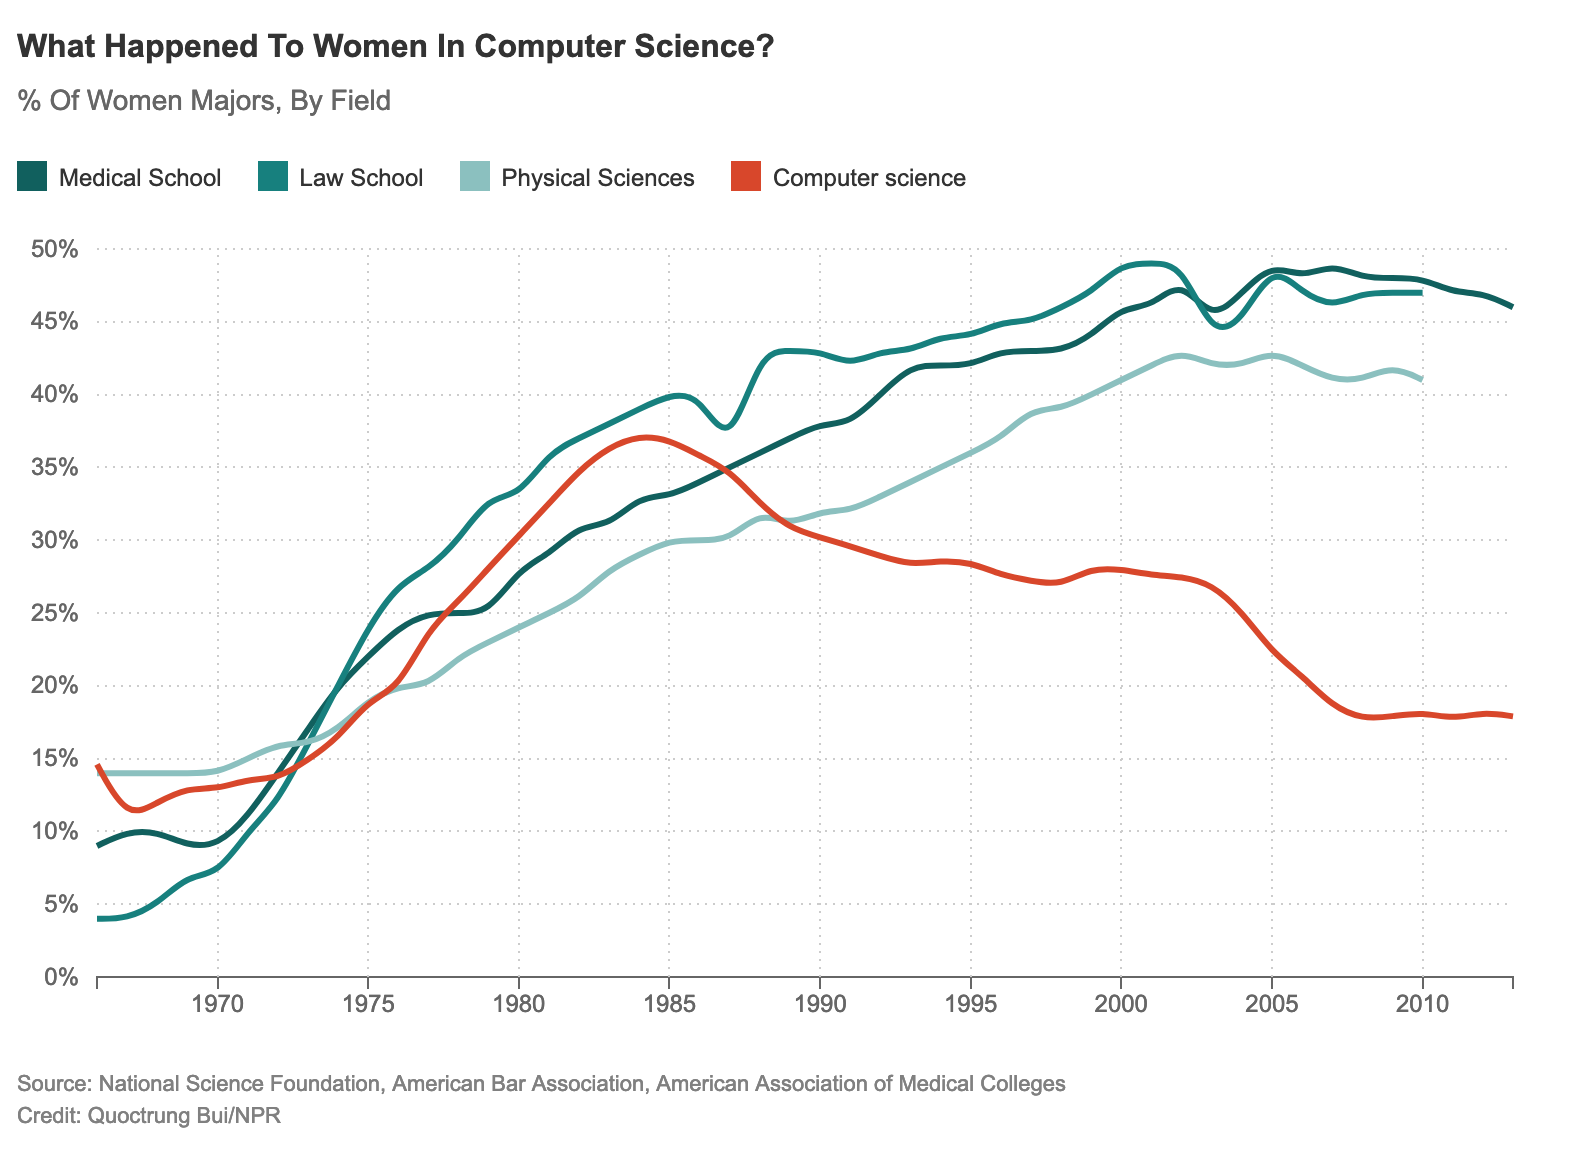 What Happened To Women In Computer Science?
% Of Women Majors, By Field
Medical School Law School Physical Sciences Computer science
50%
45%
40%
35%
30%
25%
20%
15%
10%
5%
0%
1970 1975 1980 1985 1990 1995 2000 2005 2010
Source: National Science Foundation, American Bar Association, American Association of Medical Colleges
Credit: Quoctrung Bui/NPR